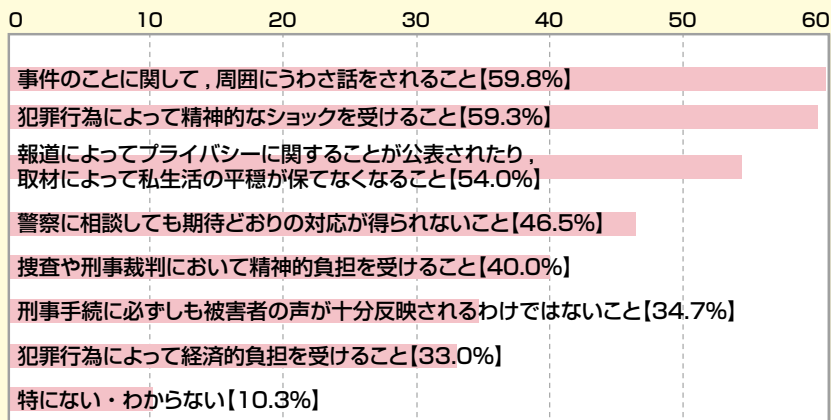 0 10 20 30 40 50 60
事件のことに関して，周囲にうわさ話をされること【59.8%】
犯罪行為によって精神的なショックを受けること【59.3%】
報道によってプライバシーに関することが公表されたり，
取材によって私生活の平穏が保てなくなること【54.0%】
警察に相談しても期待どおりの対応が得られないこと【46.5%】
捜査や刑事裁判において精神的負担を受けること【40.0%】
刑事手続に必ずしも被害者の声が十分反映されるわけではないこと【34.7%】
犯罪行為によって経済的負担を受けること【33.0%】
特にない・わからない【10.3%】